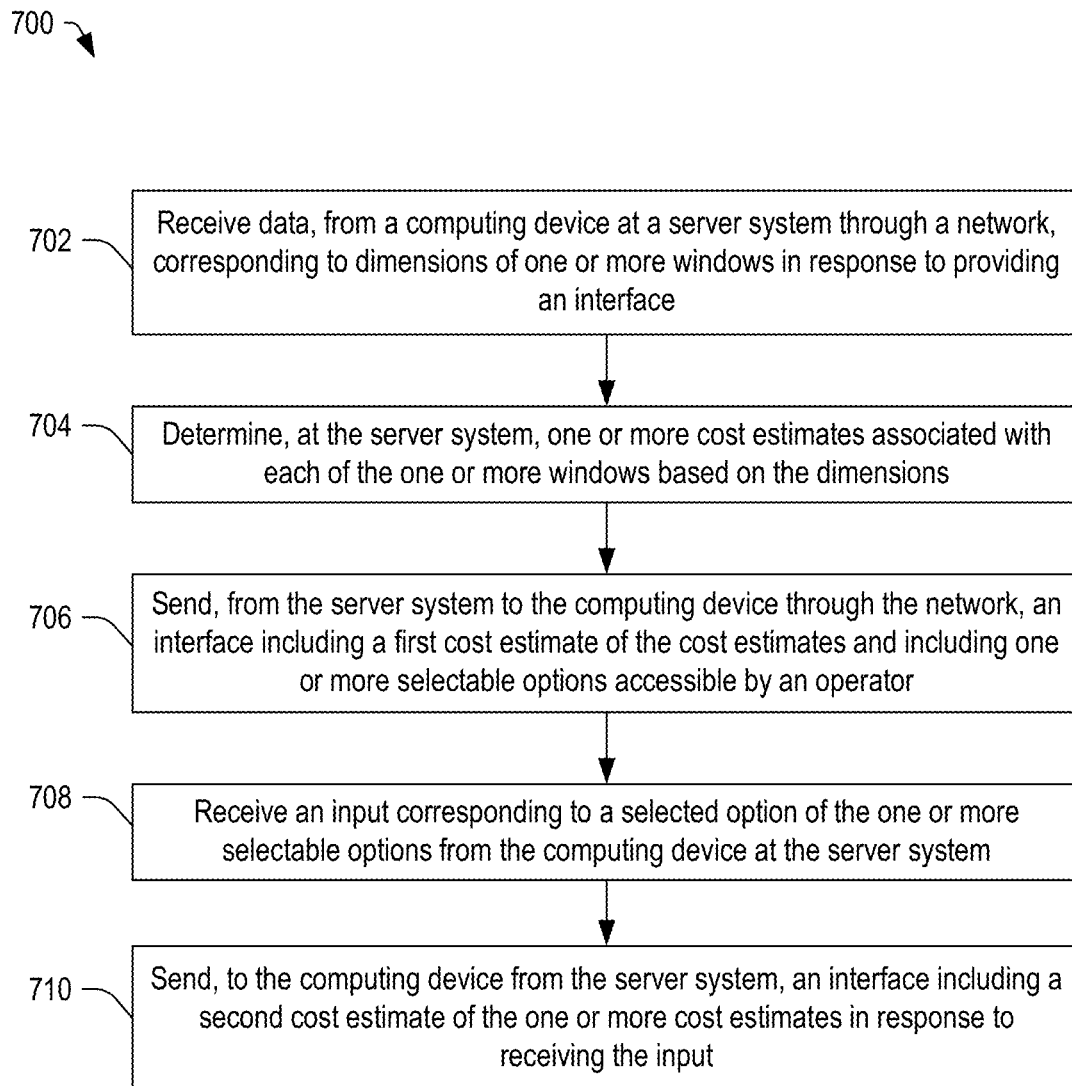 700
702
Receive data, from a computing device at a server system through a network,
corresponding to dimensions of one or more windows in response to providing
an interface
704
Determine, at the server system, one or more cost estimates associated with
each of the one or more windows based on the dimensions
706
Send, from the server system to the computing device through the network, an
interface including a first cost estimate of the cost estimates and including one
or more selectable options accessible by an operator
708
Receive an input corresponding to a selected option of the one or more
selectable options from the computing device at the server system
710
Send, to the computing device from the server system, an interface including a
second cost estimate of the one or more cost estimates in response to
receiving the input